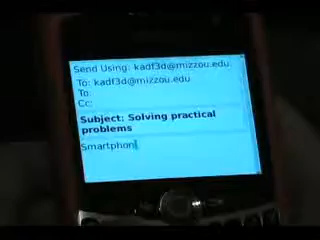 Send Using: kadf3d@mizzou.edu
To: kadf3d@mizzou.edu
To:
Cc:
Subject: Solving practical
problems
Smartphon